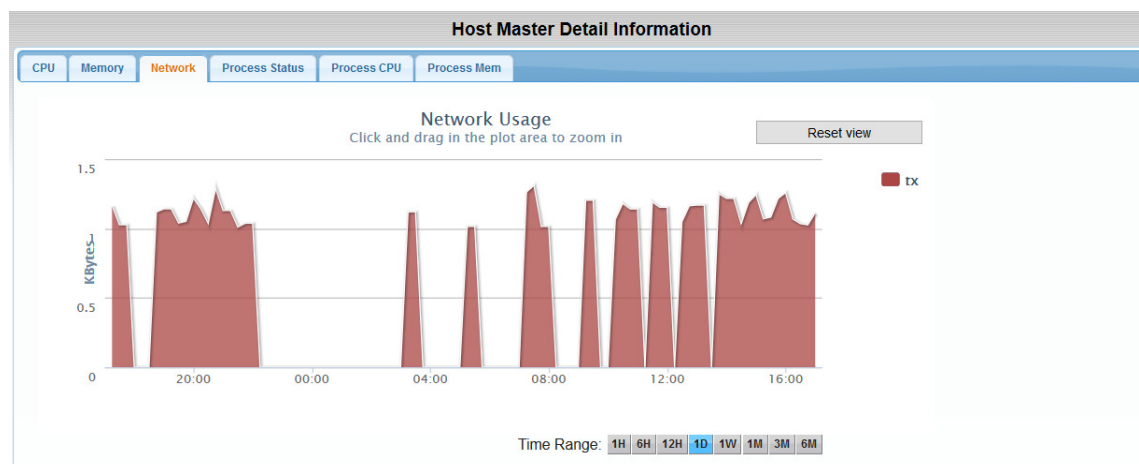 Host Master Detail Information
CPU Memory Network Process Status Process CPU Process Mem
Network Usage
Click and drag in the plot area to zoom in
Reset view
1.5
tx
1
KBytes
0.5
0
20:00 00:00 04:00 08:00 12:00 16:00
Time Range: 1H 6H 12H 1D 1W 1M 3M 6M